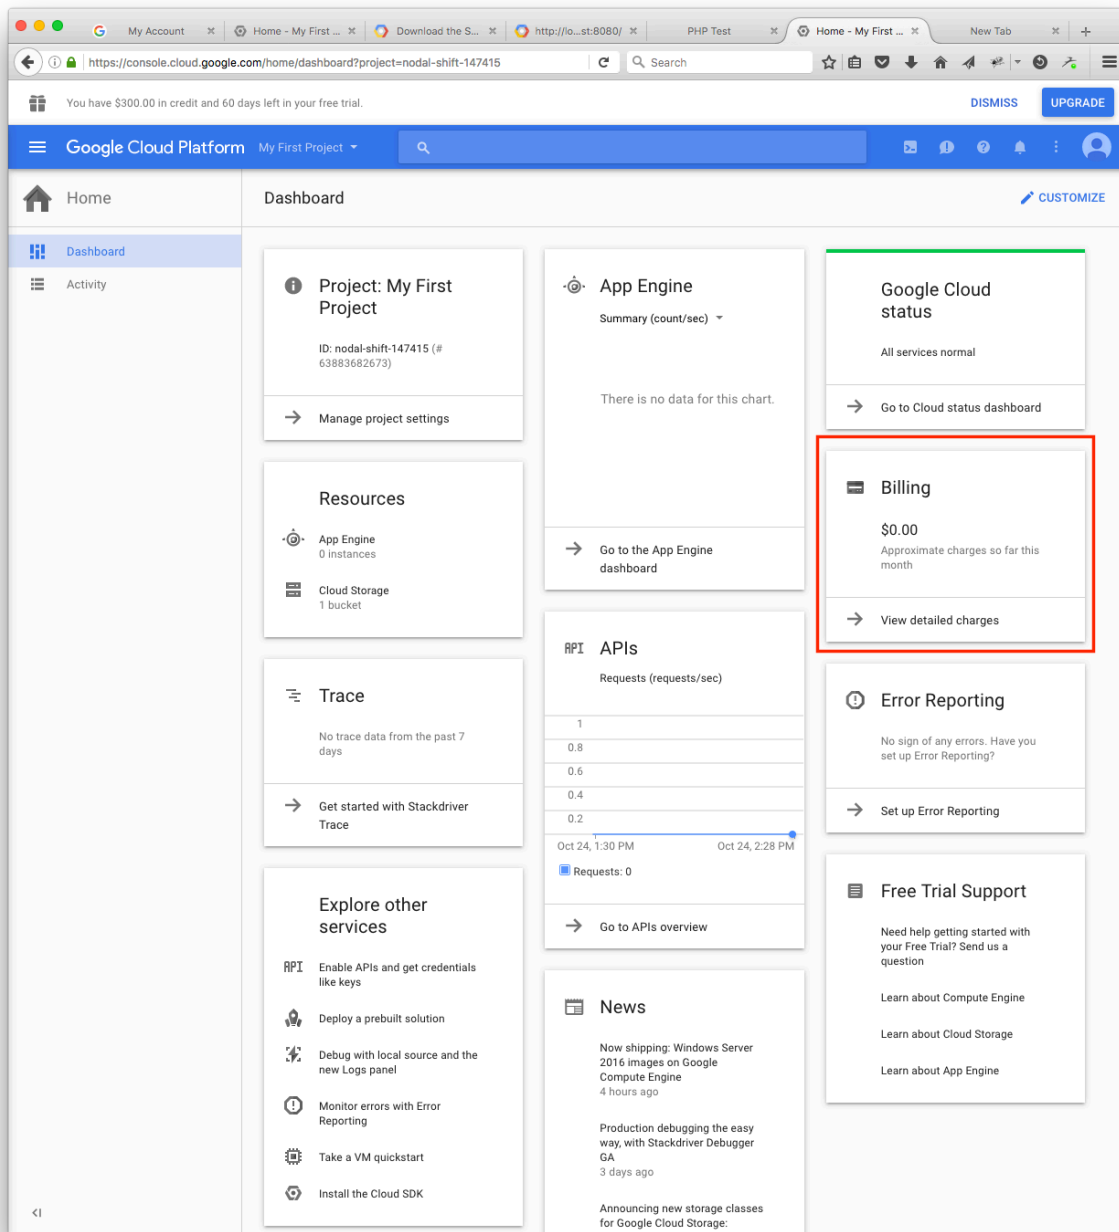 My Account
Home - My First ...
Download the S...
http://lo...st:8080/
PHP Test
Home - My First ...
New Tab
https://console.cloud.google.com/home/dashboard?project=nodal-shift-147415
Search
You have $300.00 in credit and 60 days left in your free trial.
DISMISS
UPGRADE
Google Cloud Platform
My First Project
Home
Dashboard
CUSTOMIZE
Dashboard
Activity
Project: My First
Project
ID: nodal-shift-147415 (#
63883682673)
Manage project settings
Resources
App Engine
0 instances
Cloud Storage
1 bucket
Trace
No trace data from the past 7
days
Get started with Stackdriver
Trace
Explore other
services
API
Enable APIs and get credentials
like keys
Deploy a prebuilt solution
Debug with local source and the
new Logs panel
Monitor errors with Error
Reporting
Take a VM quickstart
Install the Cloud SDK
App Engine
Summary (count/sec)
There is no data for this chart.
Go to the App Engine
dashboard
API
APIs
Requests (requests/sec)
1
0.8
0.6
0.4
0.2
Oct 24, 1:30 PM
Oct 24, 2:28 PM
Requests: 0
Go to APIs overview
News
Now shipping: Windows Server
2016 images on Google
Compute Engine
4 hours ago
Production debugging the easy
way, with Stackdriver Debugger
GA
3 days ago
Announcing new storage classes
for Google Cloud Storage:
Google Cloud
status
All services normal
Go to Cloud status dashboard
Billing
$0.00
Approximate charges so far this
month
View detailed charges
Error Reporting
No sign of any errors. Have you
set up Error Reporting?
Set up Error Reporting
Free Trial Support
Need help getting started with
your Free Trial? Send us a
question
Learn about Compute Engine
Learn about Cloud Storage
Learn about App Engine